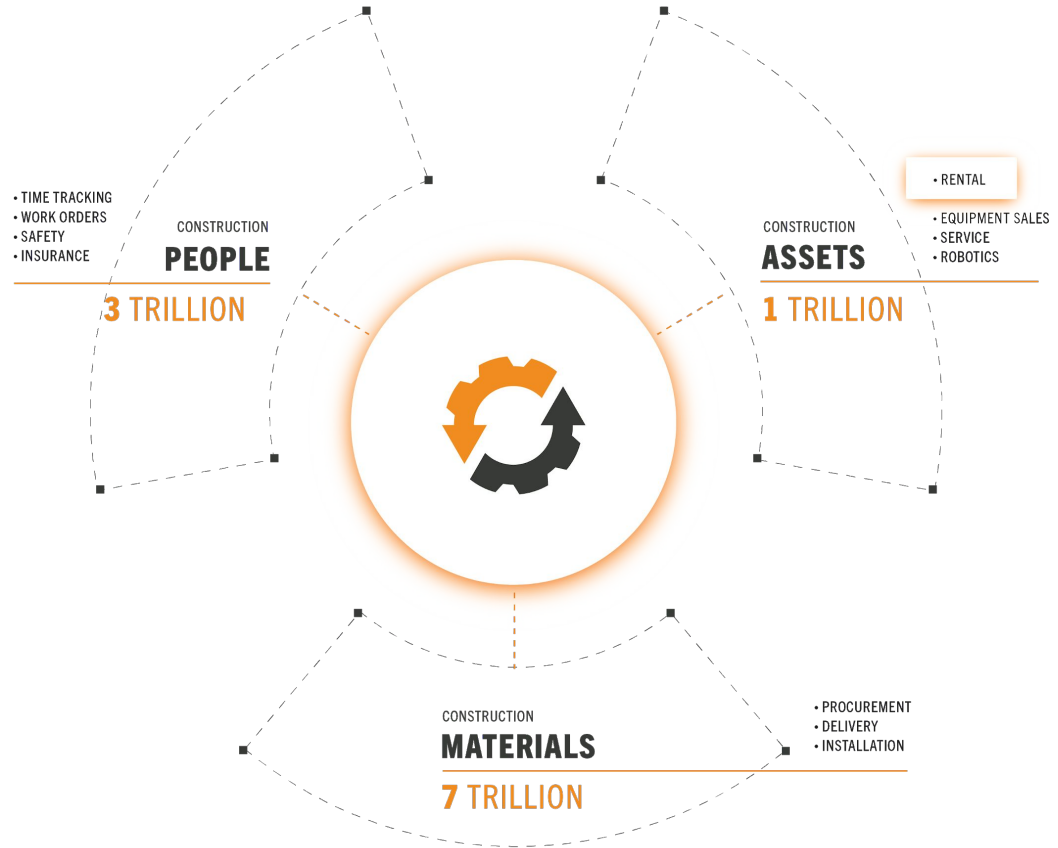 • TIME TRACKING
• WORK ORDERS
• SAFETY
• INSURANCE
CONSTRUCTION
PEOPLE
3 TRILLION
CONSTRUCTION
ASSETS
1 TRILLION
• RENTAL
• EQUIPMENT SALES
• SERVICE
• ROBOTICS
CONSTRUCTION
MATERIALS
7 TRILLION
• PROCUREMENT
• DELIVERY
• INSTALLATION